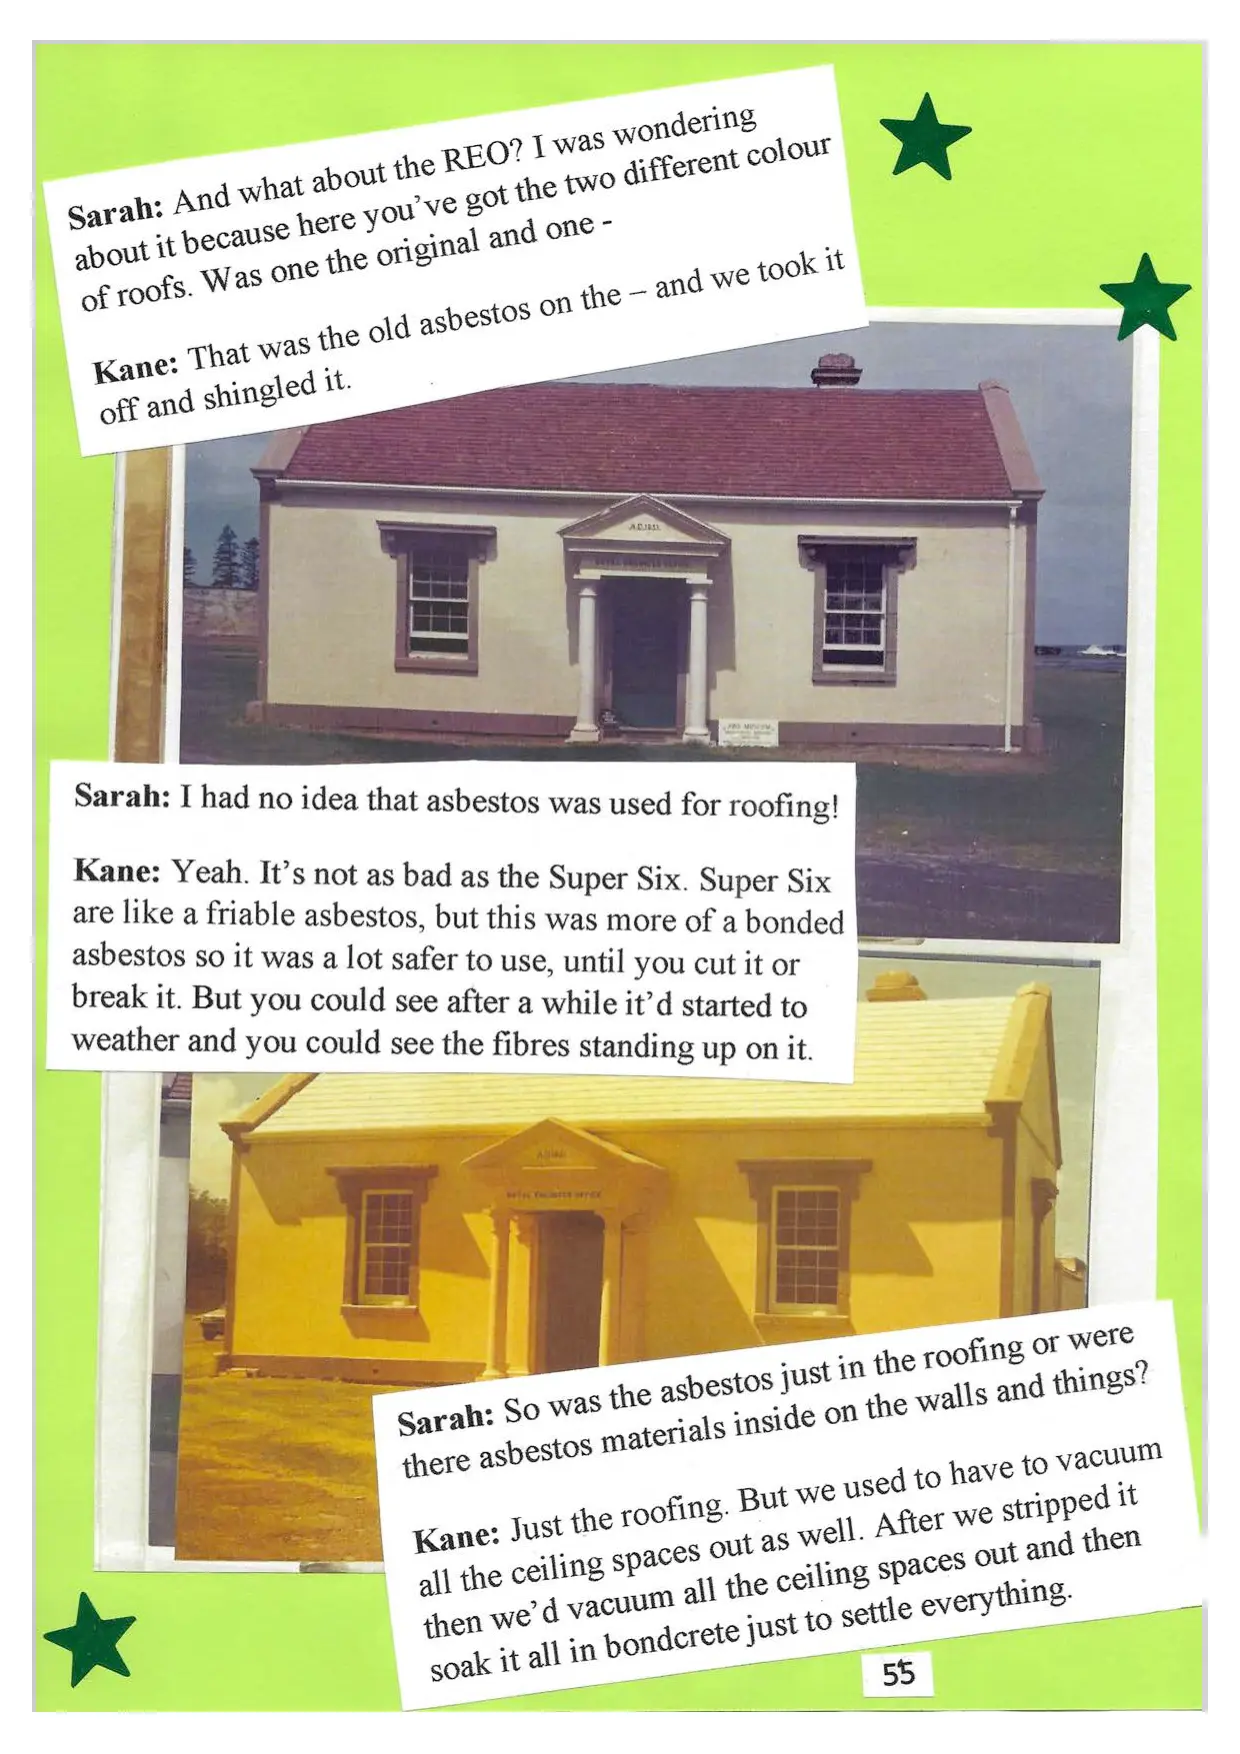 Sarah: And what about the REO? I was wondering
about it because here you've got the two different colour
of roofs. Was one the original and one -
Kane: That was the old asbestos on the – and we took it
off and shingled it.
A.D.1851.
ROYAL ENGINEER OFFICE
Sarah: I had no idea that asbestos was used for roofing!
Kane: Yeah. It's not as bad as the Super Six. Super Six
are like a friable asbestos, but this was more of a bonded
asbestos so it was a lot safer to use, until you cut it or
break it. But you could see after a while it'd started to
weather and you could see the fibres standing up on it.
ROYAL ENGINEER OFFICE
Sarah: So was the asbestos just in the roofing or were
there asbestos materials inside on the walls and things?
Kane: Just the roofing. But we used to have to vacuum
all the ceiling spaces out as well. After we stripped it
then we'd vacuum all the ceiling spaces out and then
soak it all in bondcrete just to settle everything.
55